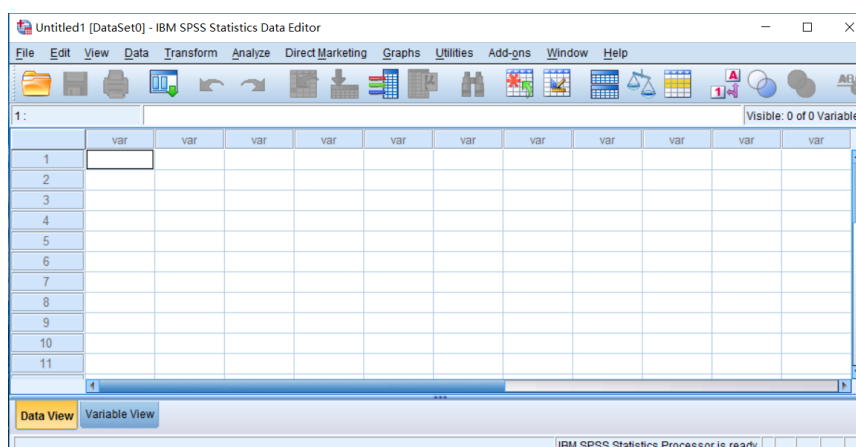 Untitled1 [DataSet0] - IBM SPSS Statistics Data Editor
File Edit View Data Transform Analyze Direct Marketing Graphs Utilities Add-ons Window Help
A
1
1 :
Visible: 0 of 0 Variable
var var var var var var var var var var var
1
2
3
4
5
6
7
8
9
10
11
Data View Variable View
IBM SPSS Statistics Processor is ready